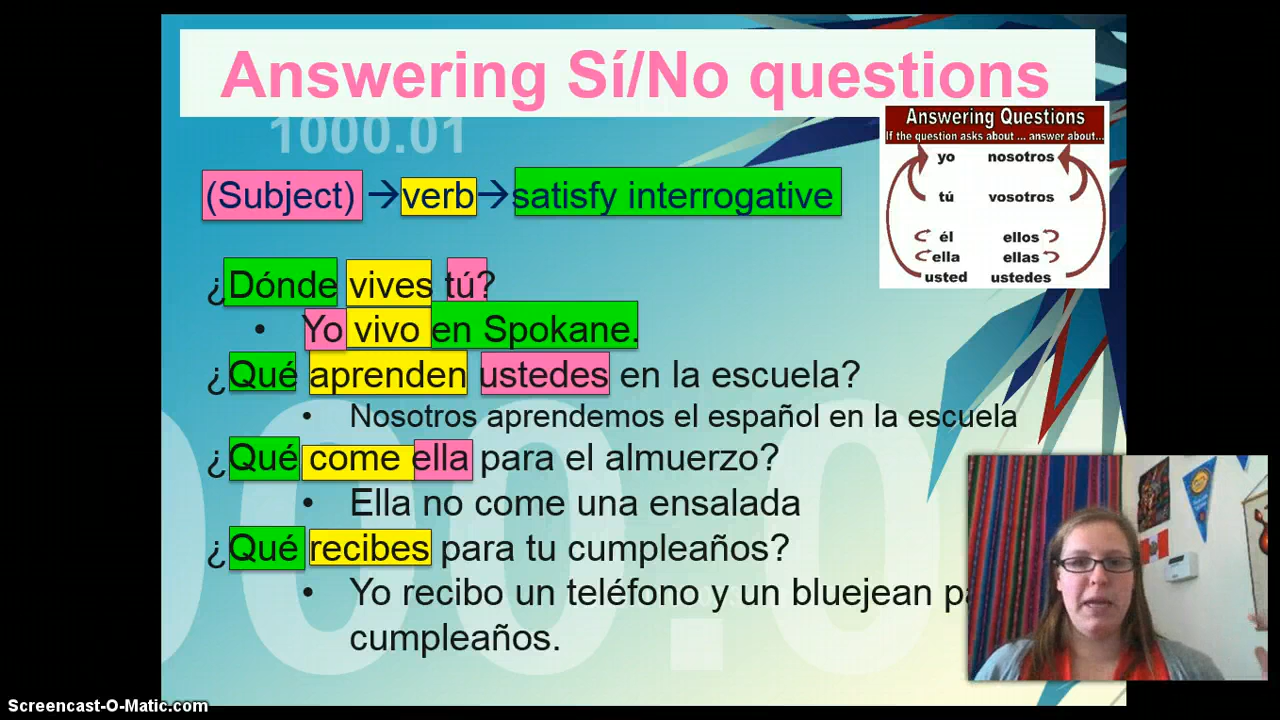 Answering Sí/No questions
1000.01
Answering Questions
If the question asks about ... answer about...
yo nosotros
tú vosotros
él ellos
ella ellas
usted ustedes
(Subject) → verb → satisfy interrogative
¿Dónde vives tú?
• Yo vivo en Spokane.
¿Qué aprenden ustedes en la escuela?
• Nosotros aprendemos el español en la escuela
¿Qué come ella para el almuerzo?
• Ella no come una ensalada
¿Qué recibes para tu cumpleaños?
• Yo recibo un teléfono y un bluejean
cumpleaños.
Screencast-O-Matic.com